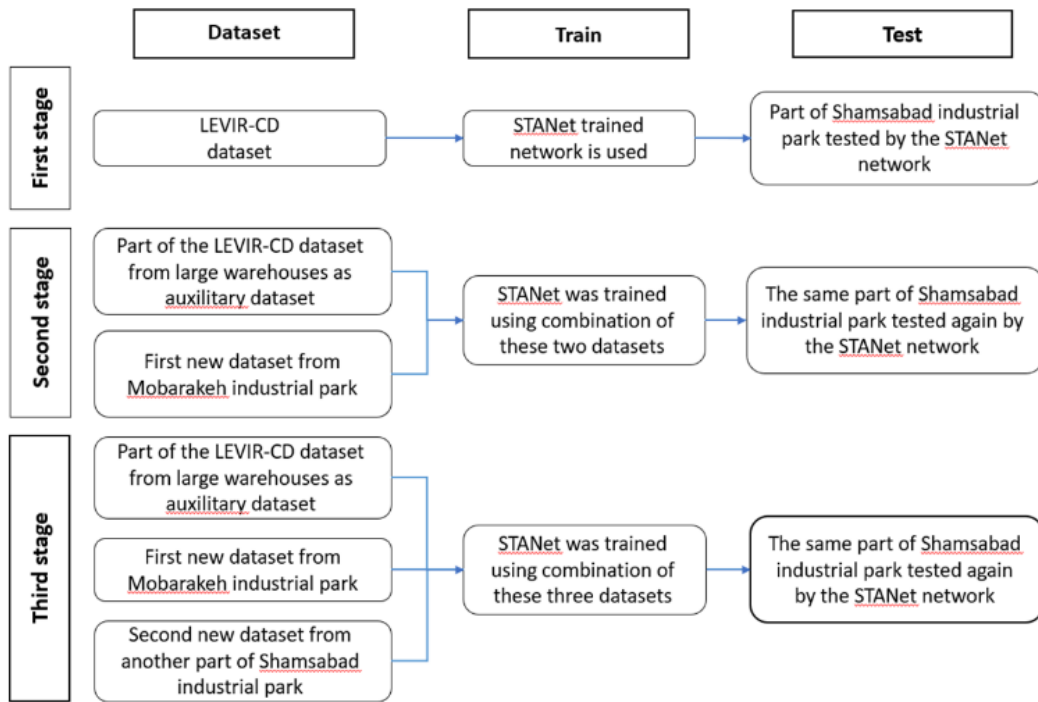 Dataset
Train
Test
First stage
LEVIR-CD
dataset
STANet trained
network is used
Part of Shamsabad industrial
park tested by the STANet
network
Second stage
Part of the LEVIR-CD dataset
from large warehouses as
auxilitary dataset
First new dataset from
Mobarakeh industrial park
STANet was trained
using combination of
these two datasets
The same part of Shamsabad
industrial park tested again by
the STANet network
Third stage
Part of the LEVIR-CD dataset
from large warehouses as
auxilitary dataset
First new dataset from
Mobarakeh industrial park
Second new dataset from
another part of Shamsabad
industrial park
STANet was trained
using combination of
these three datasets
The same part of Shamsabad
industrial park tested again
by the STANet network